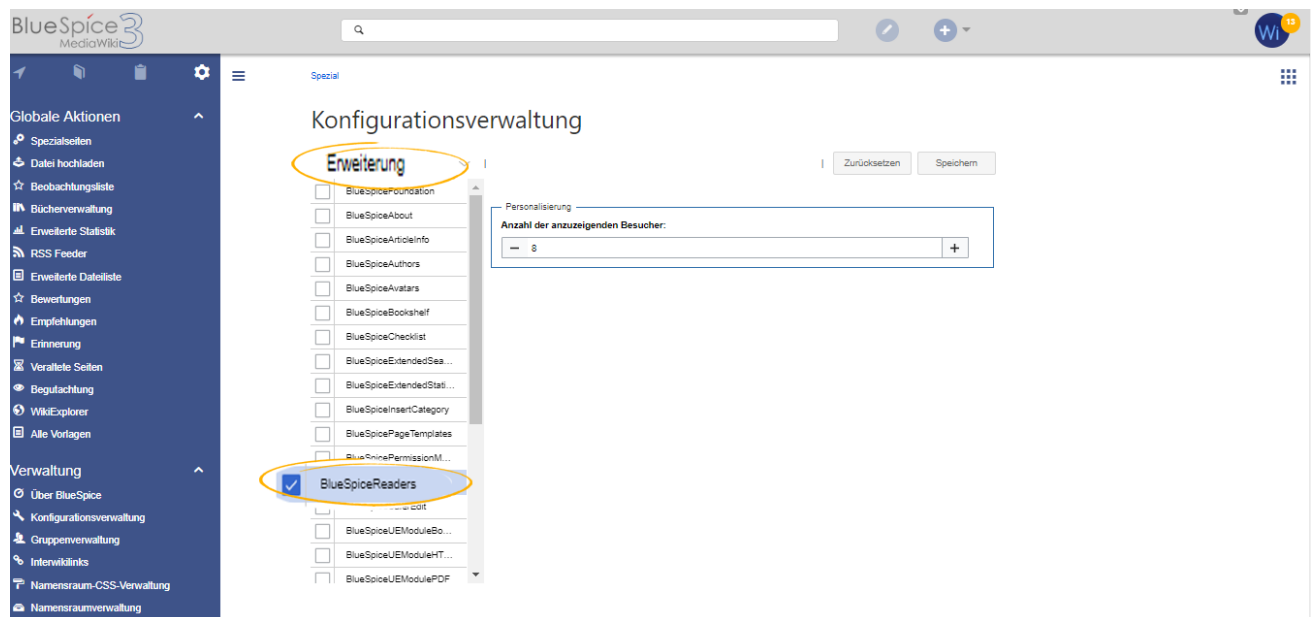 BlueSpice 3
MediaWiki
Wi
13
Spezial
Globale Aktionen
Spezialseiten
Datei hochladen
Beobachtungsliste
Bücherverwaltung
Erweiterte Statistik
RSS Feeder
Erweiterte Dateiliste
Bewertungen
Empfehlungen
Erinnerung
Veraltete Seiten
Begutachtung
WikiExplorer
Alle Vorlagen
Verwaltung
Über BlueSpice
Konfigurationsverwaltung
Gruppenverwaltung
Interwikilinks
Namensraum-CSS-Verwaltung
Namensraumverwaltung
Konfigurationsverwaltung
Erweiterung
Zurücksetzen
Speichern
BlueSpiceFoundation
BlueSpiceAbout
BlueSpiceArticleInfo
BlueSpiceAuthors
BlueSpiceAvatars
BlueSpiceBookshelf
BlueSpiceChecklist
BlueSpiceExtendedSea...
BlueSpiceExtendedStati...
BlueSpiceInsertCategory
BlueSpicePageTemplates
BlueSpicePermissionM...
BlueSpiceReaders
BlueSpiceUEModuleBo...
BlueSpiceUEModuleHT...
BlueSpiceUEModulePDF
Personalisierung
Anzahl der anzuzeigenden Besucher:
8